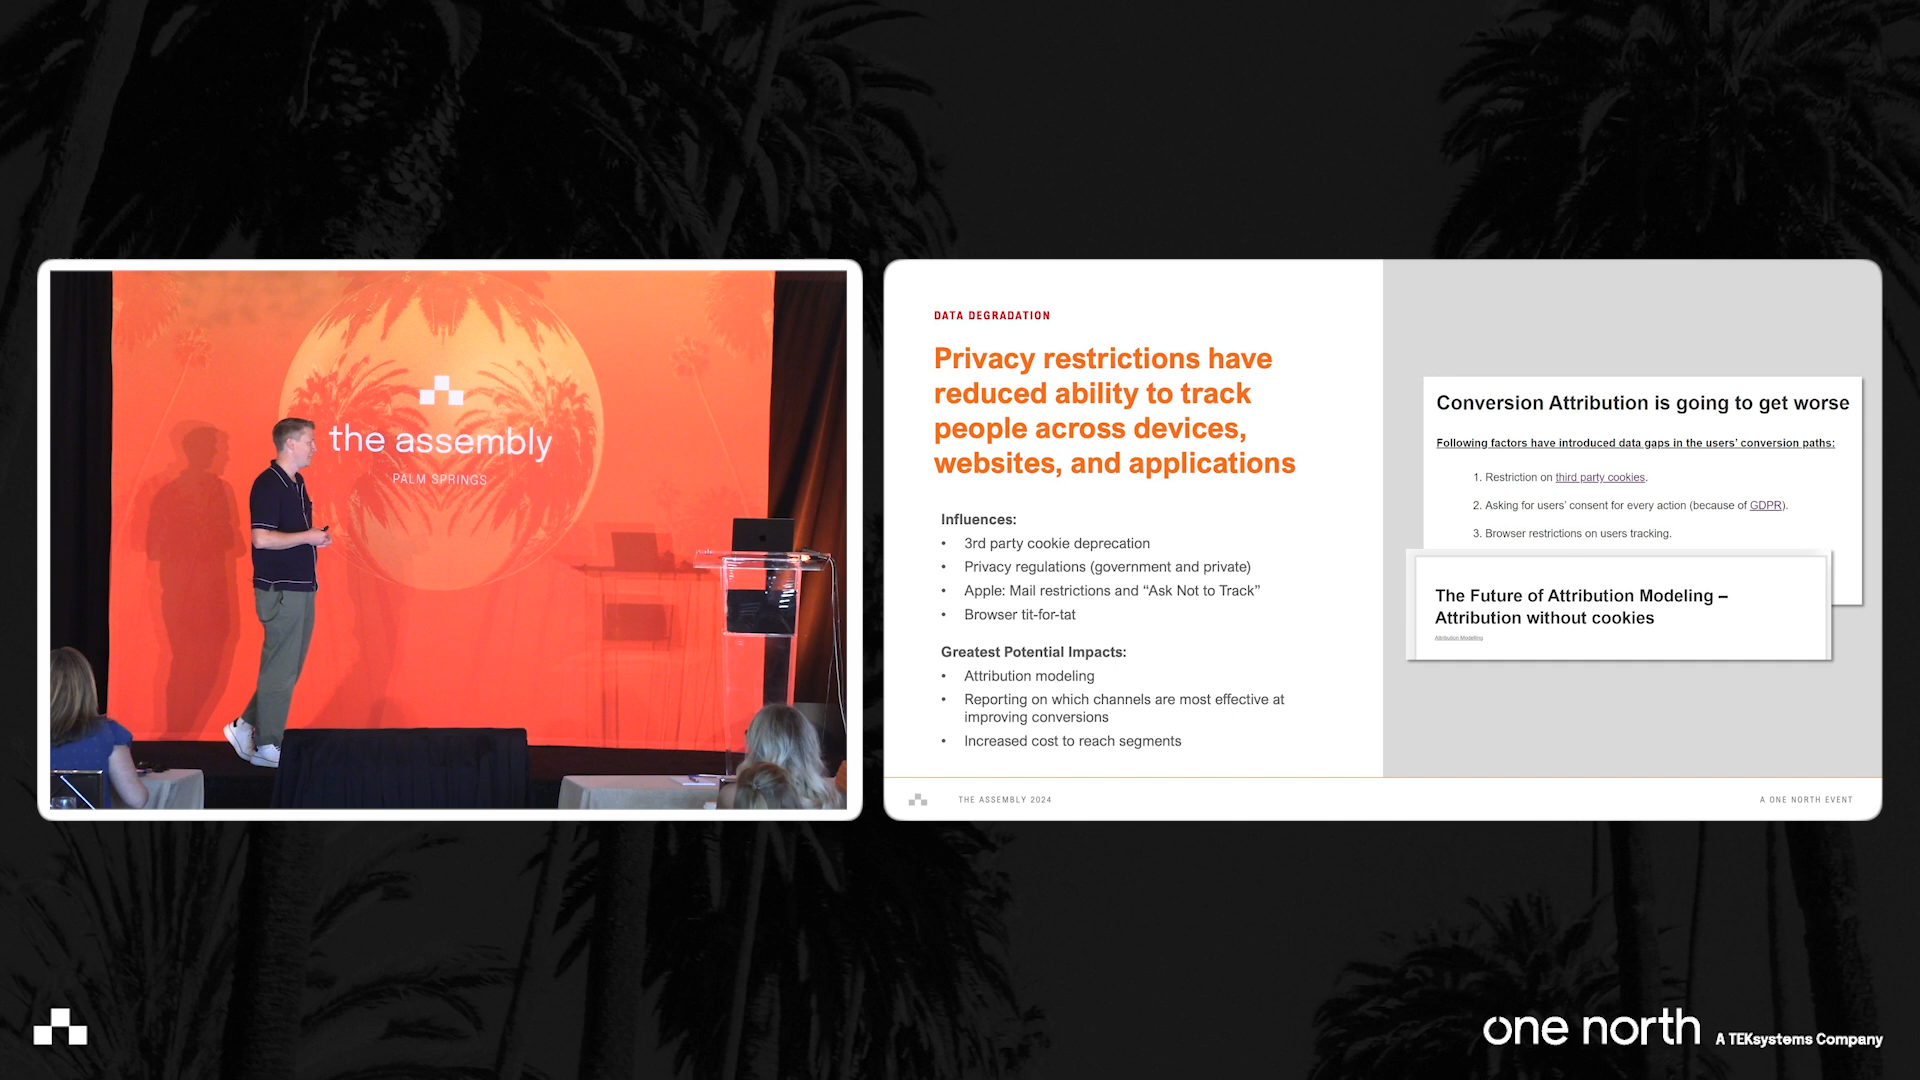 the assembly
PALM SPRINGS
DATA DEGRADATION
Privacy restrictions have
reduced ability to track
people across devices,
websites, and applications
Influences:
• 3rd party cookie deprecation
• Privacy regulations (government and private)
• Apple: Mail restrictions and “Ask Not to Track”
• Browser tit-for-tat
Greatest Potential Impacts:
• Attribution modeling
• Reporting on which channels are most effective at
improving conversions
• Increased cost to reach segments
Conversion Attribution is going to get worse
Following factors have introduced data gaps in the users’ conversion paths:
1. Restriction on third party cookies.
2. Asking for users’ consent for every action (because of GDPR).
3. Browser restrictions on users tracking.
The Future of Attribution Modeling –
Attribution without cookies
Attribution Modeling
THE ASSEMBLY 2024
A ONE NORTH EVENT
one north A TEKsystems Company